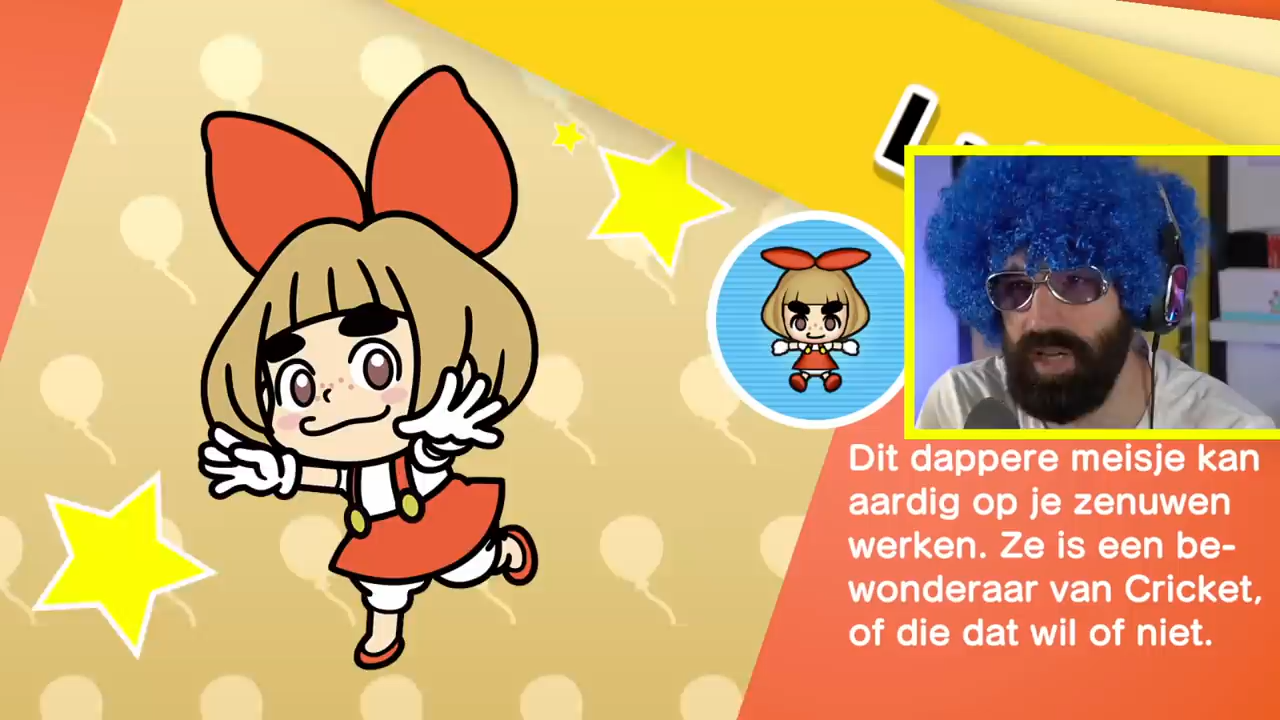 Dit dappere meisje kan
aardig op je zenuwen
werken. Ze is een be-
wonderaar van Cricket,
of die dat wil of niet.